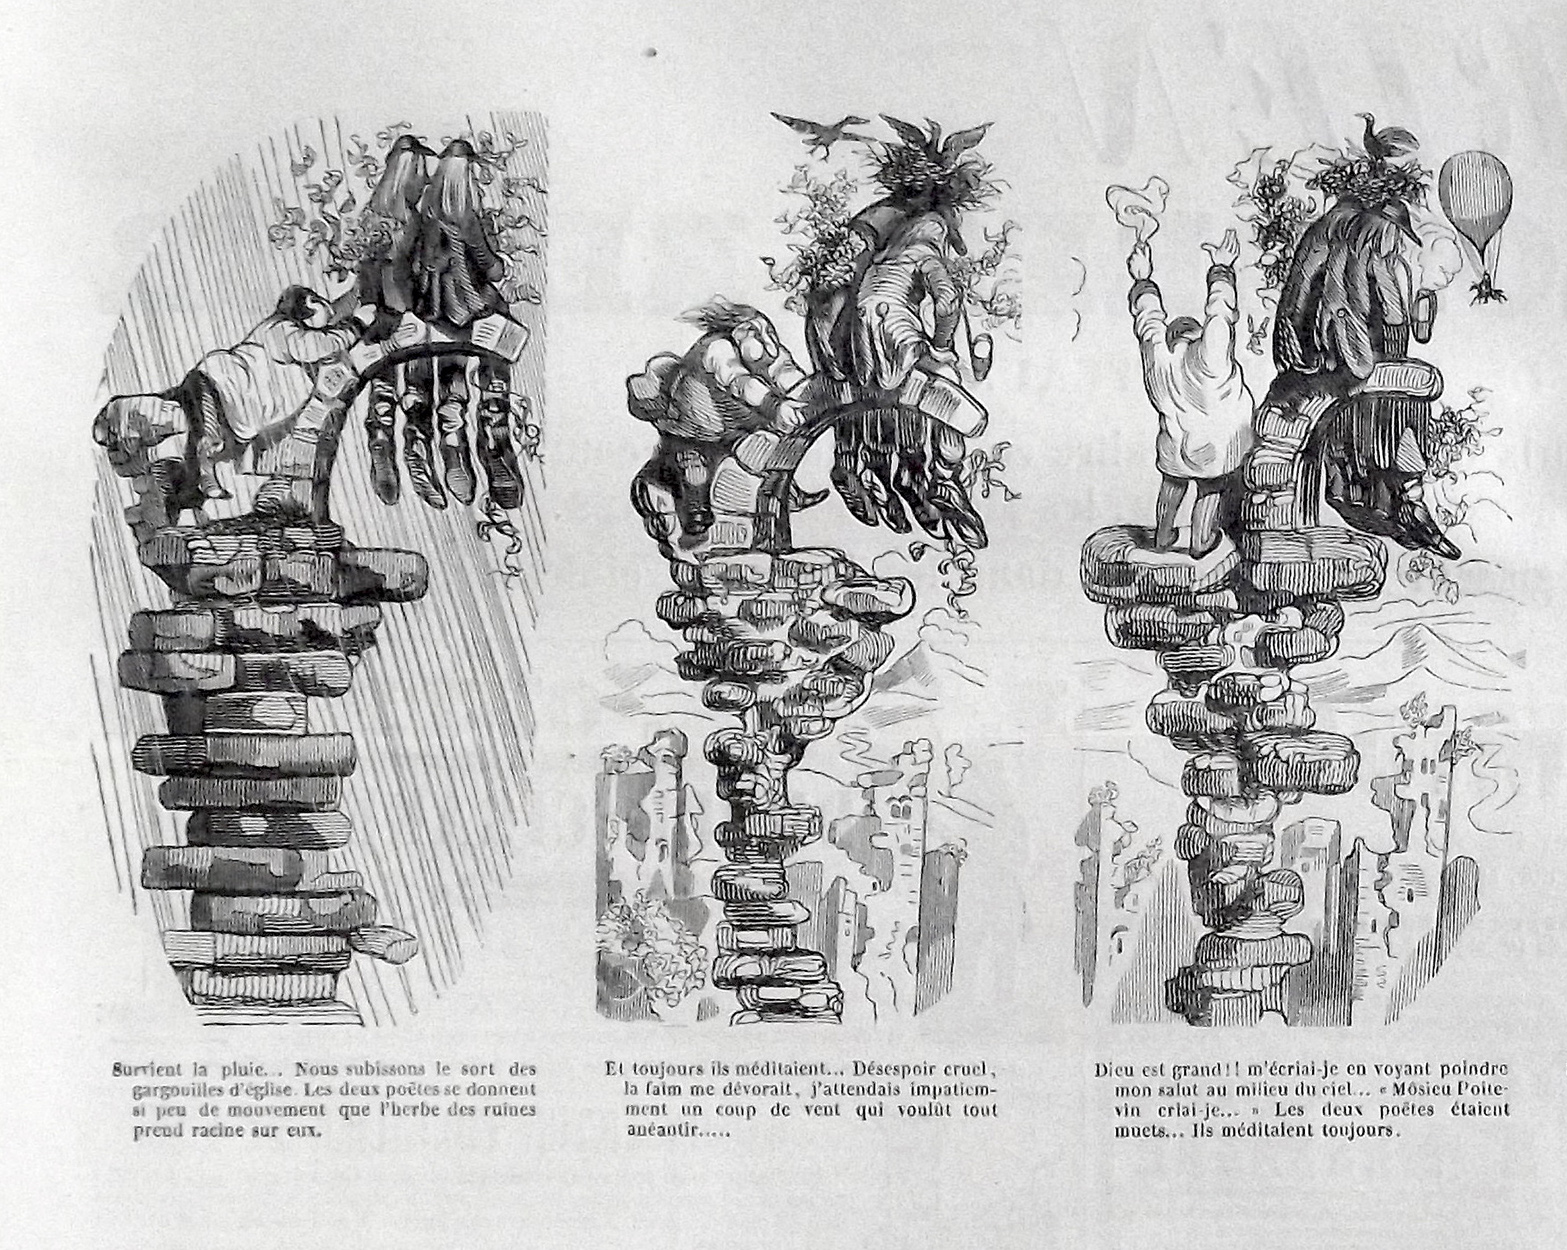 Survient la pluie... Nous subissons le sort des
gargouilles d'église. Les deux poëtes se donnent
si peu de mouvement que l'herbe des ruines
prend racine sur eux.
Et toujours ils méditaient... Désespoir cruel,
la faim me dévorait, j'attendais impatiem-
ment un coup de vent qui voulût tout
anéantir.....
Dieu est grand!! m'écriai-je en voyant poindre
mon salut au milieu du ciel... « Môsieu Poite-
vin criai-je... » Les deux poëtes étaient
muets... Ils méditaient toujours.